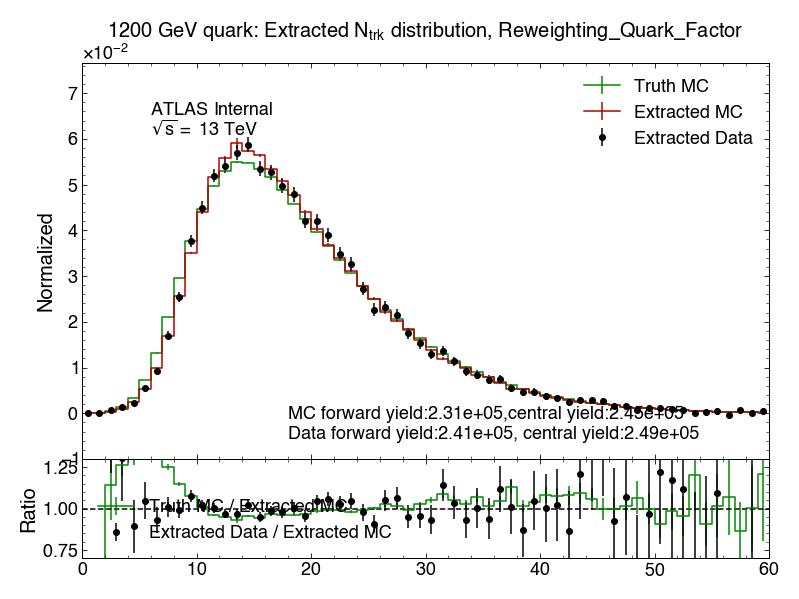 1200 GeV quark: Extracted N_trk distribution, Reweighting_Quark_Factor
×10⁻²
ATLAS Internal
√s = 13 TeV
Truth MC
Extracted MC
Extracted Data
Normalized
7
6
5
4
3
2
1
0
1
MC forward yield:2.31e+05,central yield:2.45e+05
Data forward yield:2.41e+05, central yield:2.49e+05
Ratio
1.25
1.00
0.75
Truth MC / Extracted MC
Extracted Data / Extracted MC
0 10 20 30 40 50 60